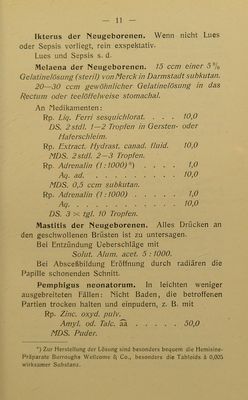 — 11 —
Ikterus der Neugeborenen. Wenn nicht Lues
oder Sepsis vorliegt, rein exspektativ.
Lues und Sepsis s. d.
Melaena der Neugeborenen. 15 ccm einer 5%
Gelatinelösung (steril) von Merck in Darmstadt subkutan.
20—30 ccm gewöhnlicher Gelatinelösung in das
Rectum oder teelöffelweise stomachal.
An Medikamenten:
Rp. Liq. Ferri sesquichlorat. . . . . 10,0
DS. 2 stdl. 1—2 Tropfen in Gersten- oder
Haferschleim.
Rp. Extract. Hydrast. canad. fluid. 10,0
MDS. 2 stdl. 2—3 Tropfen.
Rp. Adrenalin (1:1000)*) . . . . . 1,0
Aq. ad. . . . . . . . . . . 10,0
MDS. 0,5 ccm subkutan.
Rp. Adrenalin (1:1000) . . . . . . 1,0
Aq. . . . . . . . . . . . . 10,0
DS. 3 × tgl. 10 Tropfen.
Mastitis der Neugeborenen. Alles Drücken an
den geschwollenen Brüsten ist zu untersagen.
Bei Entzündung Ueberschläge mit
Solut. Alum. acet. 5:1000.
Bei Abszeßbildung Eröffnung durch radiären die
Papille schonenden Schnitt.
Pemphigus neonatorum. In leichten weniger
ausgebreiteten Fällen: Nicht Baden, die betroffenen
Partien trocken halten und einpudern, z. B. mit
Rp. Zinc. oxyd. pulv.
Amyl. od. Talc. a͞a . . . . . 50,0
MDS. Puder.
*) Zur Herstellung der Lösung sind besonders bequem die Hemisine-
Präparate Burroughs Wellcome & Co., besonders die Tabloids à 0,005
wirksamer Substanz.